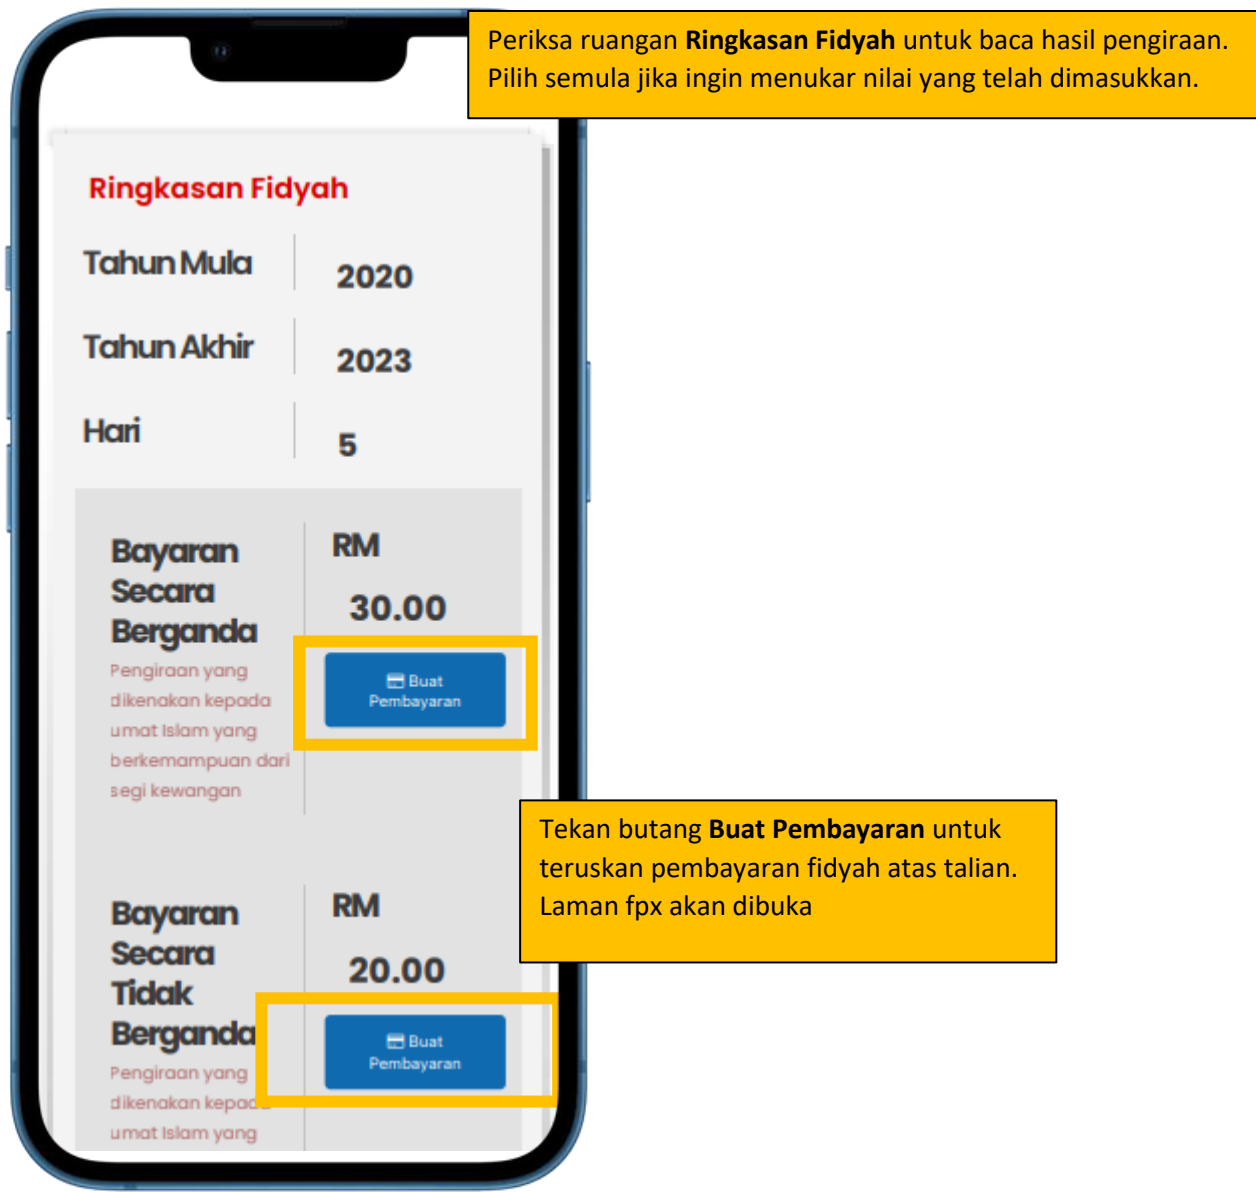 Periksa ruangan Ringkasan Fidyah untuk baca hasil pengiraan.
Pilih semula jika ingin menukar nilai yang telah dimasukkan.
Ringkasan Fidyah
Tahun Mula 2020
Tahun Akhir 2023
Hari 5
Bayaran
Secara
Berganda
Pengiraan yang
dikenakan kepada
umat Islam yang
berkemampuan dari
segi kewangan
RM
30.00
Buat
Pembayaran
Tekan butang Buat Pembayaran untuk
teruskan pembayaran fidyah atas talian.
Laman fpx akan dibuka
Bayaran
Secara
Tidak
Berganda
Pengiraan yang
dikenakan kepada
umat Islam yang
RM
20.00
Buat
Pembayaran